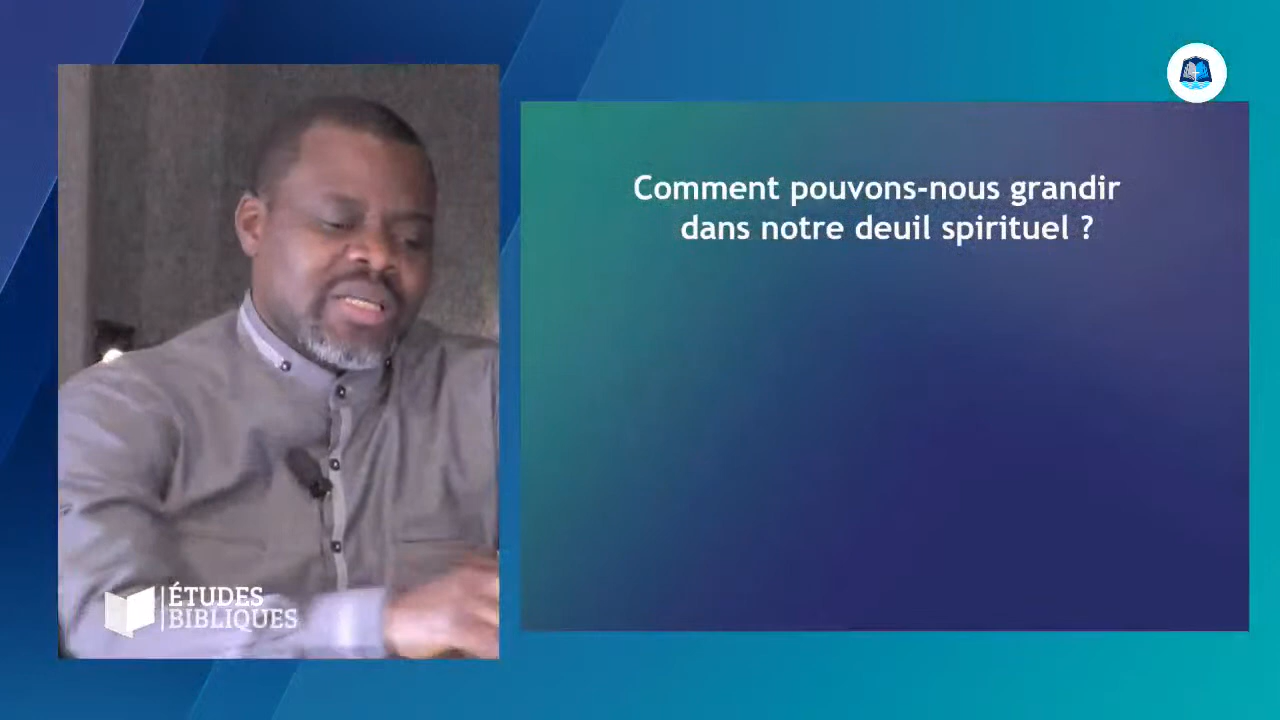 Comment pouvons-nous grandir
dans notre deuil spirituel ?
ÉTUDES
BIBLIQUES